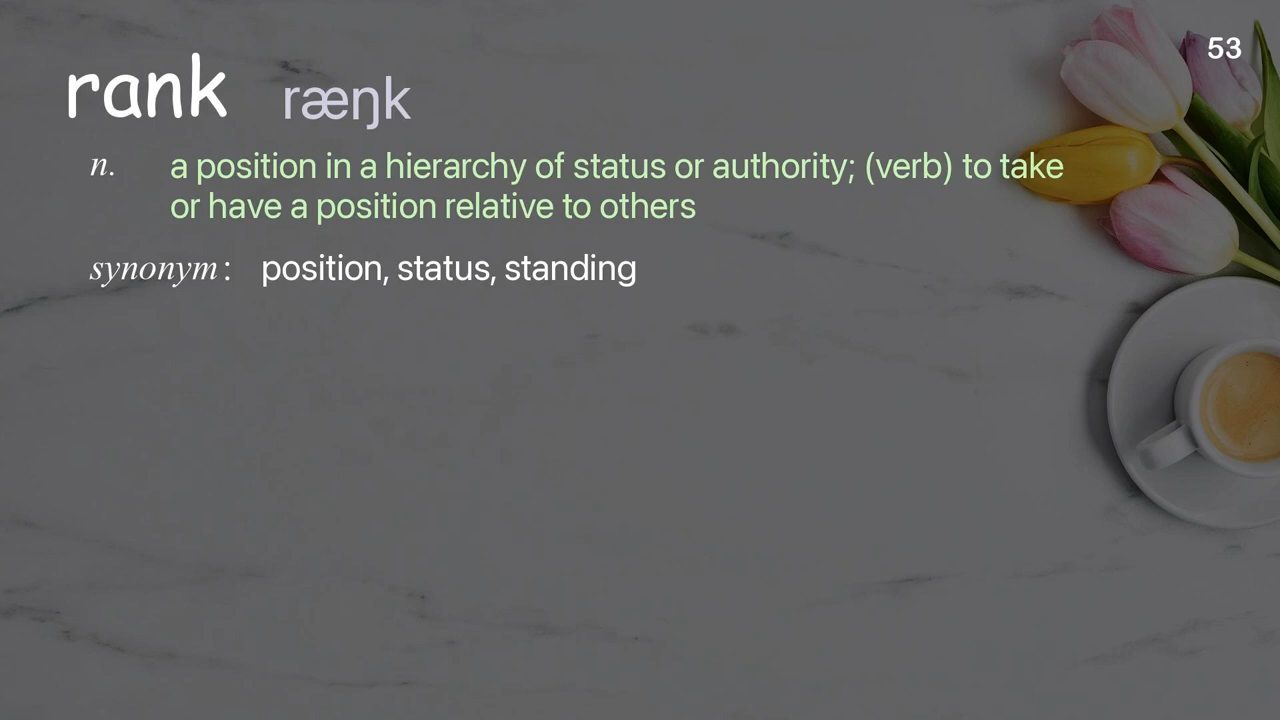 53
rank ræŋk
n. a position in a hierarchy of status or authority; (verb) to take
or have a position relative to others
synonym: position, status, standing